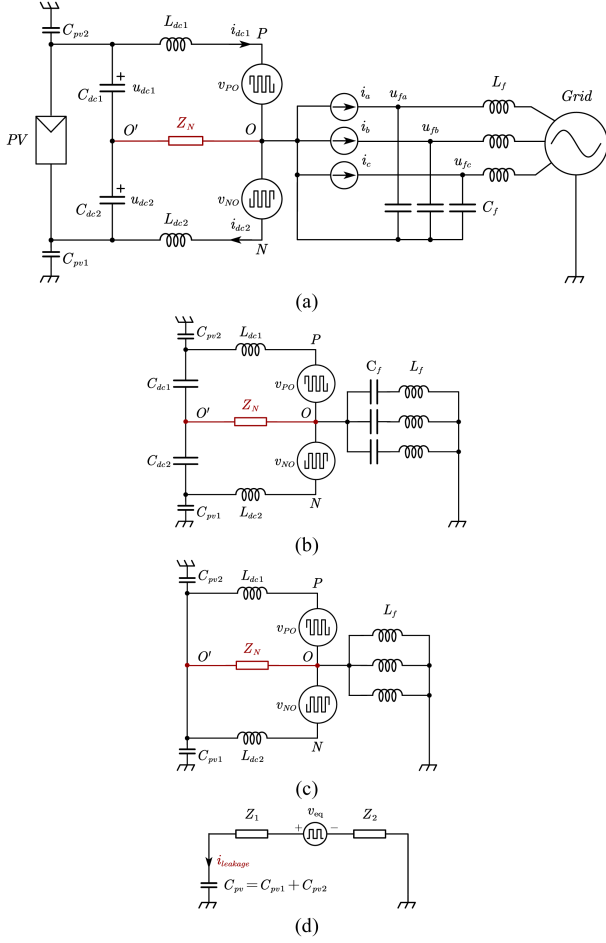 C_{pv2} L_{dc1} i_{dc1} P
v_{PO} i_a u_{fa} L_f Grid
C_{dc1} u_{dc1}
PV O' Z_N O i_b u_{fb}
i_c u_{fc}
C_{dc2} u_{dc2} v_{NO} C_f
L_{dc2} i_{dc2}
C_{pv1} N
(a)
C_{pv2} L_{dc1} P
C_{dc1} v_{PO} C_f L_f
O' Z_N O
C_{dc2} v_{NO}
C_{pv1} L_{dc2} N
(b)
C_{pv2} L_{dc1} P
v_{PO} L_f
O' Z_N O
v_{NO}
C_{pv1} L_{dc2} N
(c)
Z_1 v_{eq} Z_2
+ −
i_{leakage}
C_{pv} = C_{pv1} + C_{pv2}
(d)